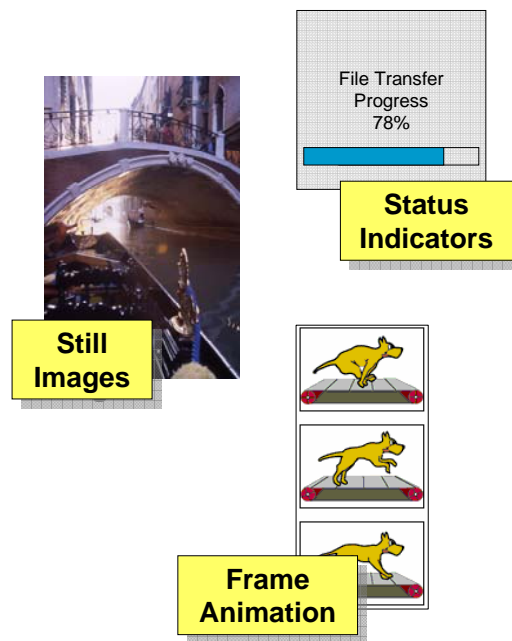 File Transfer
Progress
78%
Status
Indicators
Still
Images
Frame
Animation